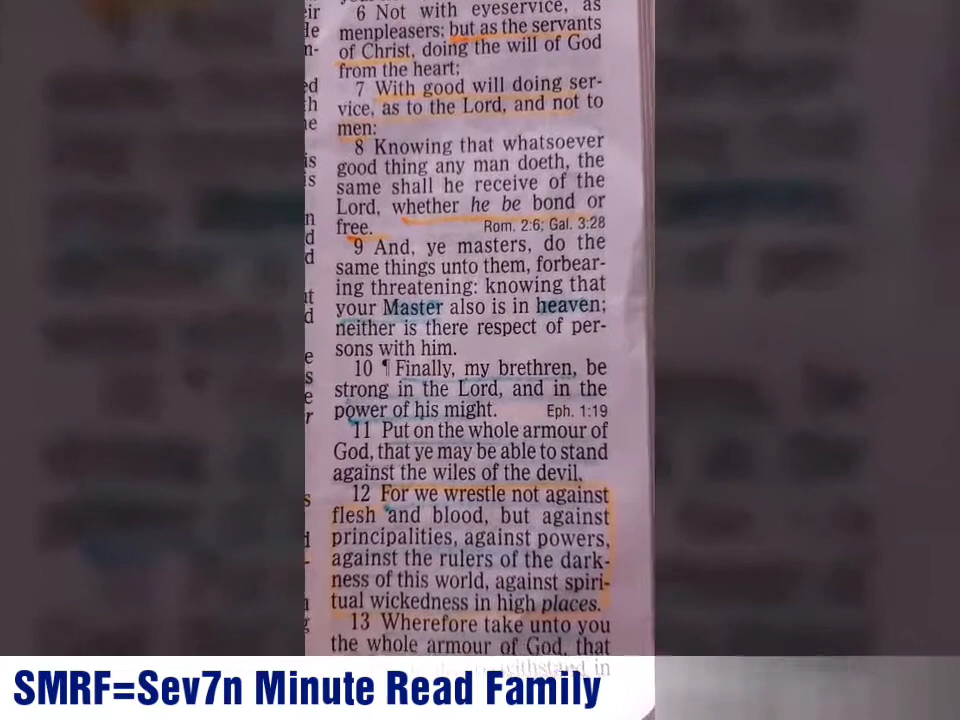 6 Not with eyeservice, as
menpleasers; but as the servants
of Christ, doing the will of God
from the heart;
7 With good will doing ser-
vice, as to the Lord, and not to
men:
8 Knowing that whatsoever
good thing any man doeth, the
same shall he receive of the
Lord, whether he be bond or
free. Rom. 2:6; Gal. 3:28
9 And, ye masters, do the
same things unto them, forbear-
ing threatening: knowing that
your Master also is in heaven;
neither is there respect of per-
sons with him.
10 ¶ Finally, my brethren, be
strong in the Lord, and in the
power of his might. Eph. 1:19
11 Put on the whole armour of
God, that ye may be able to stand
against the wiles of the devil.
12 For we wrestle not against
flesh and blood, but against
principalities, against powers,
against the rulers of the dark-
ness of this world, against spiri-
tual wickedness in high places.
13 Wherefore take unto you
the whole armour of God, that
withstand in
SMRF=Sev7n Minute Read Family